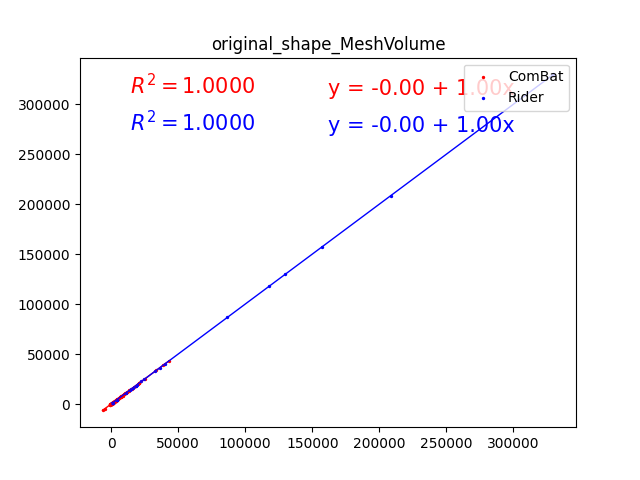 original_shape_MeshVolume
R² = 1.0000
y = -0.00 + 1.00x
R² = 1.0000
y = -0.00 + 1.00x
ComBat
Rider
300000
250000
200000
150000
100000
50000
0
0 50000 100000 150000 200000 250000 300000